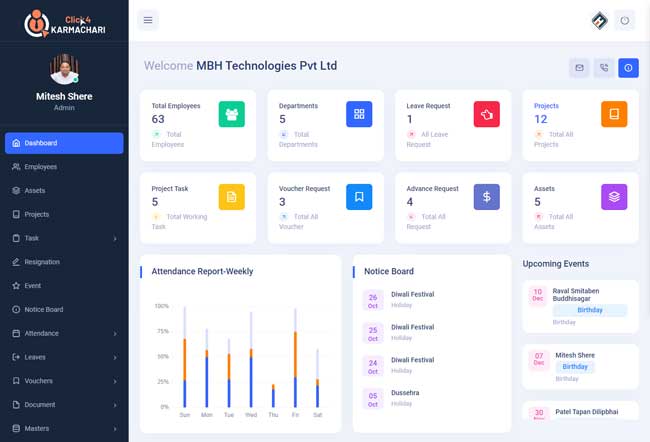 Click4
KARMACHARI
Mitesh Shere
Admin
Dashboard
Employees
Assets
Projects
Task
Resignation
Event
Notice Board
Attendance
Leaves
Vouchers
Document
Masters
Welcome MBH Technologies Pvt Ltd
Total Employees
63
Total
Employees
Departments
5
Total
Departments
Leave Request
1
All Leave
Request
Projects
12
Total All
Projects
Project Task
5
Total Working
Task
Voucher Request
3
Total All
Voucher
Advance Request
4
Total All
Request
Assets
5
Total All
Assets
Attendance Report-Weekly
100%
75%
50%
25%
0%
Sun Mon Tue Wed Thu Fri Sat
Notice Board
26 Oct
Diwali Festival
Holiday
25 Oct
Diwali Festival
Holiday
24 Oct
Diwali Festival
Holiday
05 Oct
Dussehra
Holiday
Upcoming Events
10 Dec
Raval Smitaben
Buddhisagar
Birthday
Birthday
07 Dec
Mitesh Shere
Birthday
Birthday
30
Nov
Patel Tapan Dilipbhai